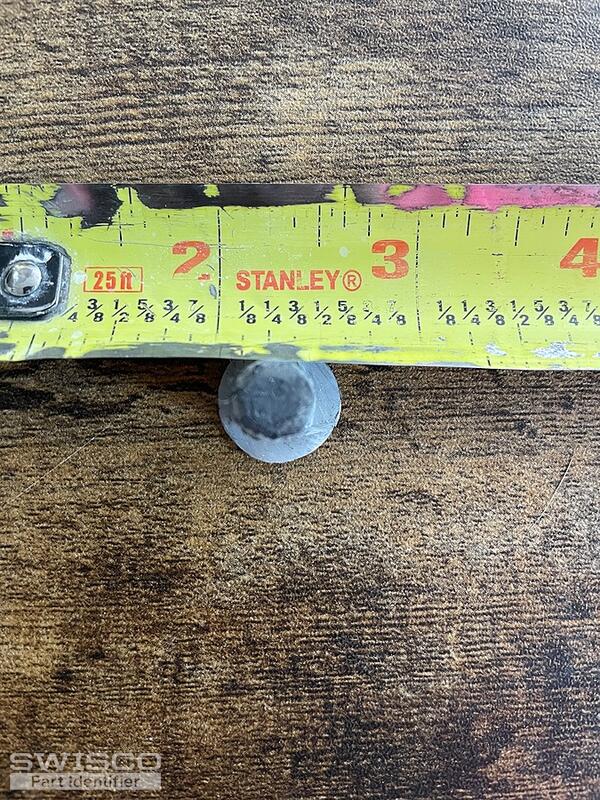 2 3 4
25ft STANLEY®
3/8 1/2 5/8 3/4 7/8 1/8 1/4 3/8 1/2 5/8 3/4 7/8 1/8 1/4 3/8 1/2 5/8 3/4 7/8
SWISCO
Part Identifier